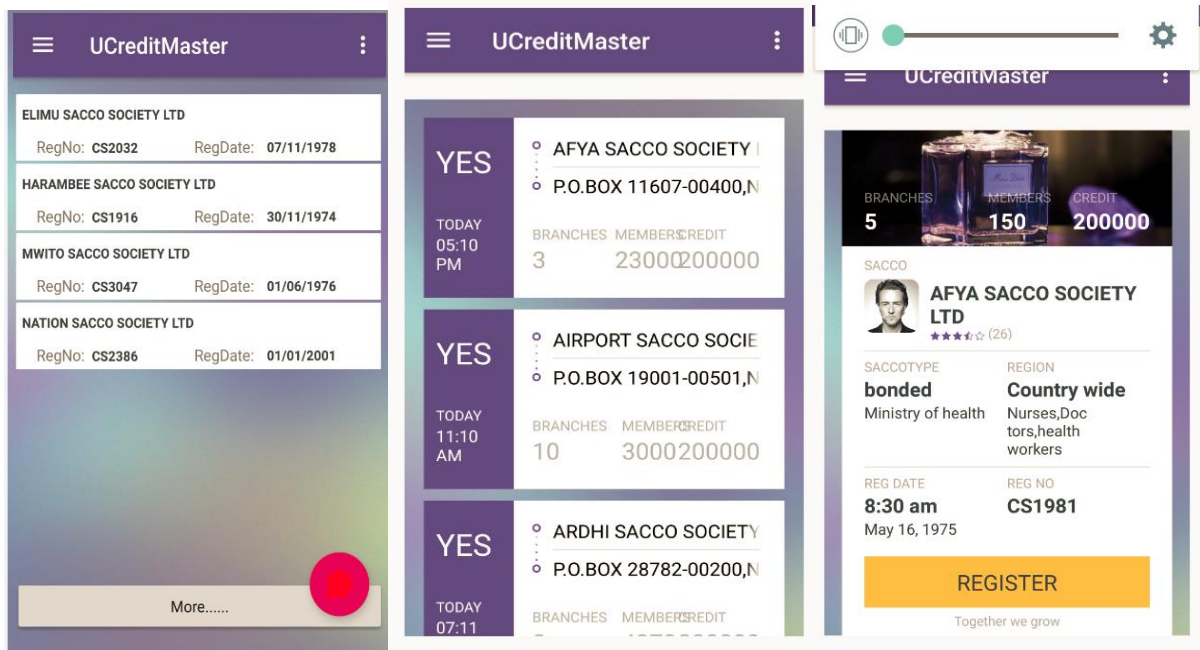 UCreditMaster
ELIMU SACCO SOCIETY LTD
RegNo: CS2032 RegDate: 07/11/1978
HARAMBEE SACCO SOCIETY LTD
RegNo: CS1916 RegDate: 30/11/1974
MWITO SACCO SOCIETY LTD
RegNo: CS3047 RegDate: 01/06/1976
NATION SACCO SOCIETY LTD
RegNo: CS2386 RegDate: 01/01/2001
More......
UCreditMaster
YES
AFYA SACCO SOCIETY
P.O.BOX 11607-00400,N
TODAY
05:10
PM
BRANCHES MEMBERS CREDIT
3 23000 200000
YES
AIRPORT SACCO SOCIE
P.O.BOX 19001-00501,N
TODAY
11:10
AM
BRANCHES MEMBERS CREDIT
10 3000 200000
YES
ARDHI SACCO SOCIETY
P.O.BOX 28782-00200,N
TODAY
07:11
BRANCHES MEMBERS CREDIT
UCreditMaster
BRANCHES MEMBERS CREDIT
5 150 200000
SACCO
AFYA SACCO SOCIETY
LTD
(26)
SACCOTYPE REGION
bonded Country wide
Ministry of health Nurses,Doc
tors,health
workers
REG DATE REG NO
8:30 am CS1981
May 16, 1975
REGISTER
Together we grow